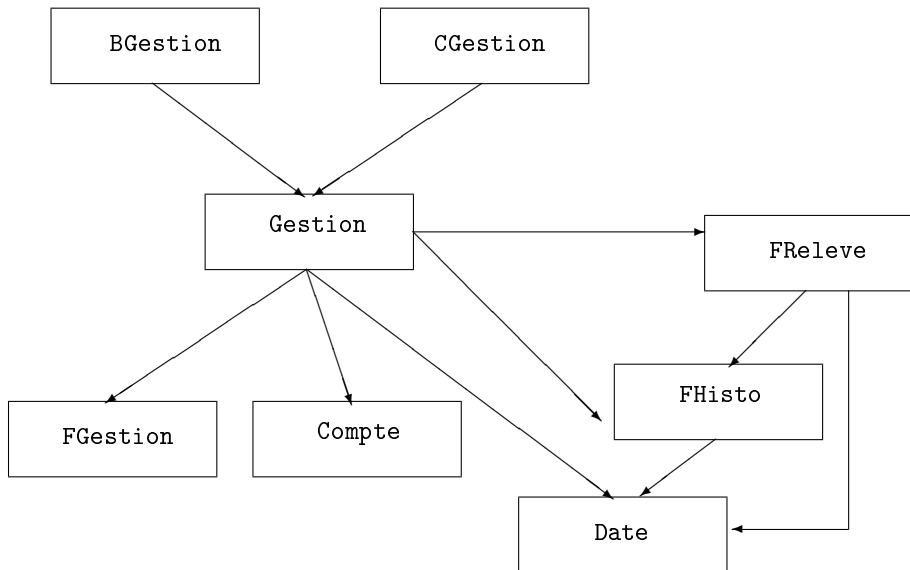 BGestion
CGestion
Gestion
FReleve
FHisto
FGestion
Compte
Date